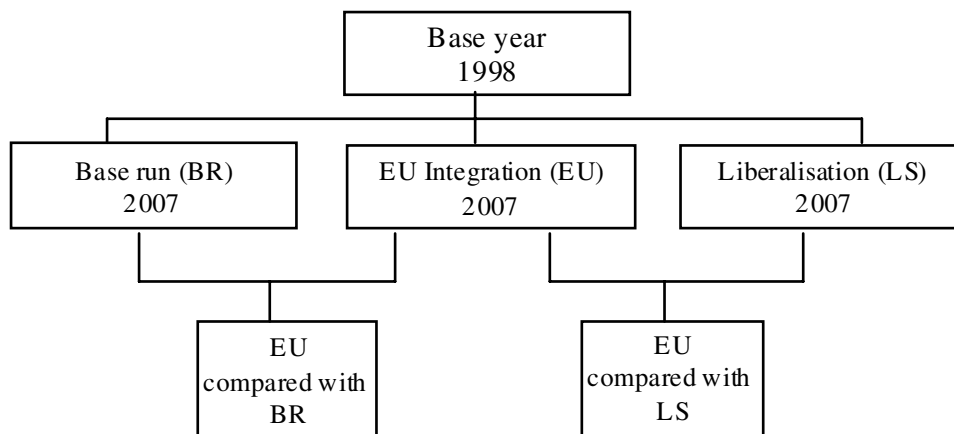 Base year
1998
Base run (BR)
2007
EU Integration (EU)
2007
Liberalisation (LS)
2007
EU
compared with
BR
EU
compared with
LS